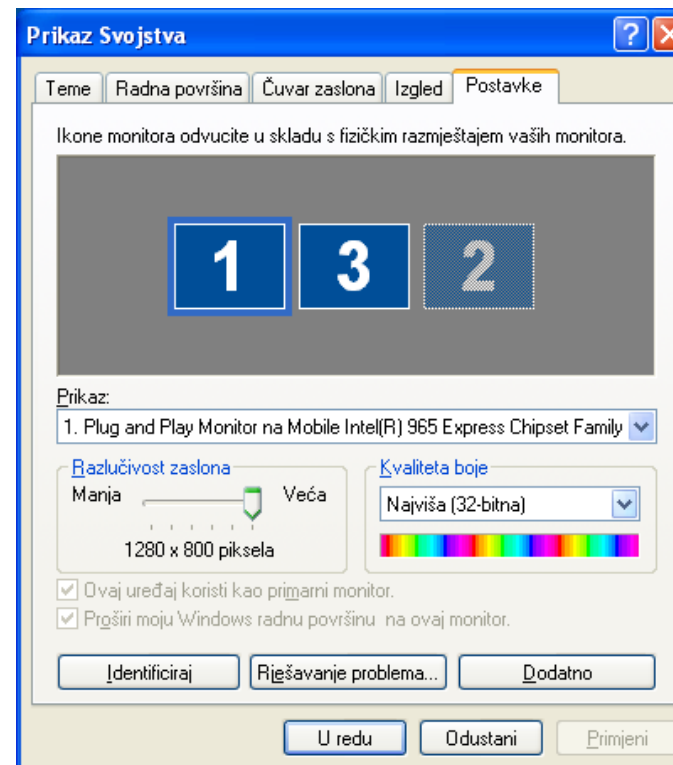 Prikaz Svojstva
Teme Radna površina Čuvar zaslona Izgled Postavke
Ikone monitora odvucite u skladu s fizičkim razmještajem vaših monitora.
1 3 2
Prikaz:
1. Plug and Play Monitor na Mobile Intel(R) 965 Express Chipset Family
Razlučivost zaslona Kvaliteta boje
Manja Veća Najviša (32-bitna)
1280 x 800 piksela
Ovaj uređaj koristi kao primarni monitor.
Proširi moju Windows radnu površinu na ovaj monitor.
Identificiraj Rješavanje problema... Dodatno
U redu Odustani Primjeni